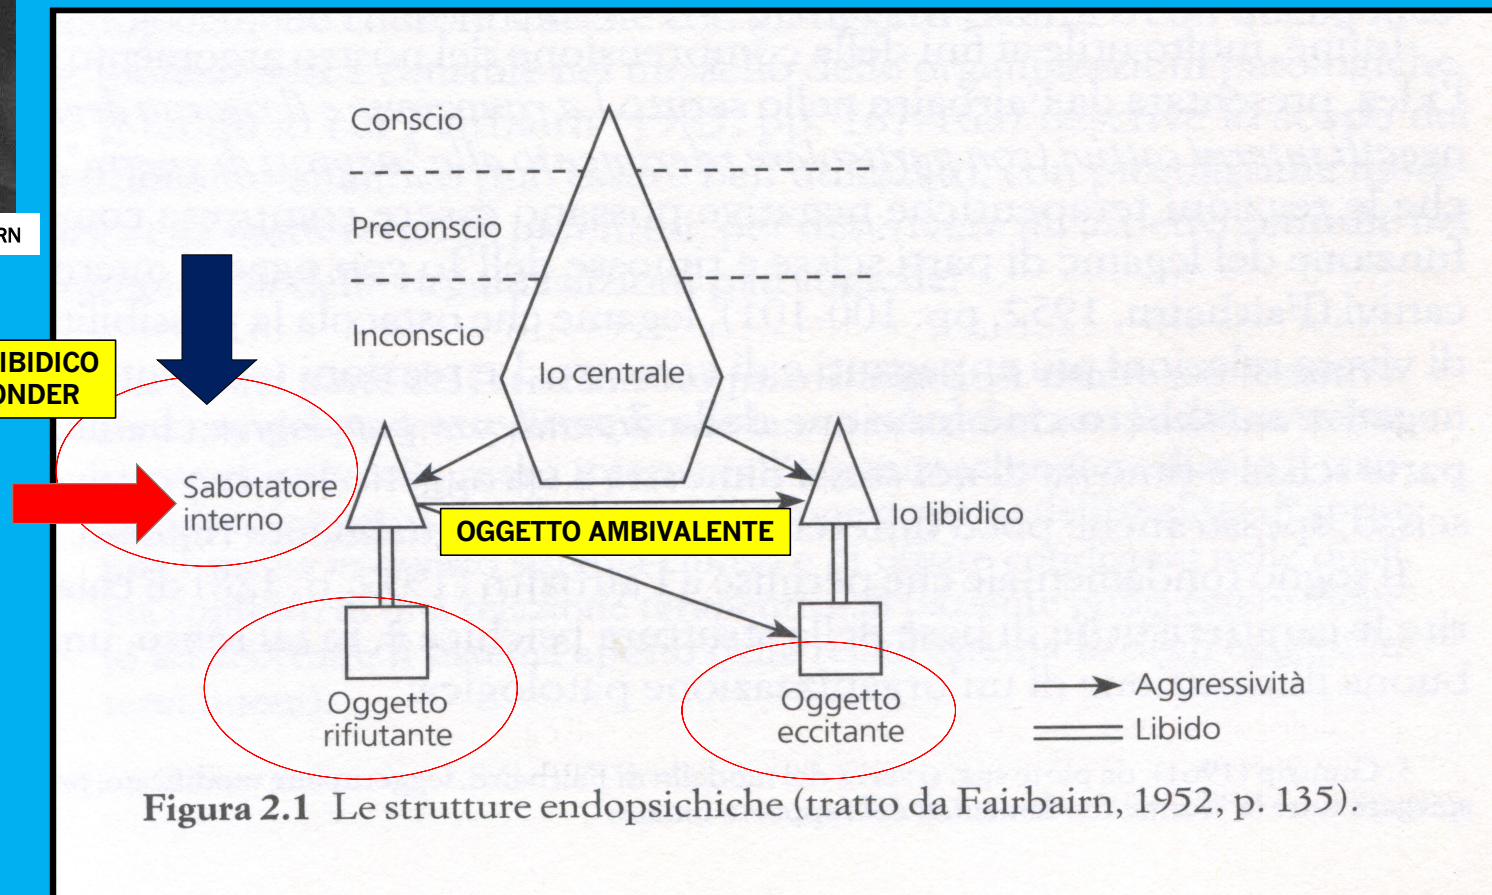 Conscio
Preconscio
Inconscio
Io centrale
RN
IBIDICO
ONDER
Sabotatore
interno
OGGETTO AMBIVALENTE
Io libidico
Oggetto
rifiutante
Oggetto
eccitante
Aggressività
Libido
Figura 2.1 Le strutture endopsichiche (tratto da Fairbairn, 1952, p. 135).